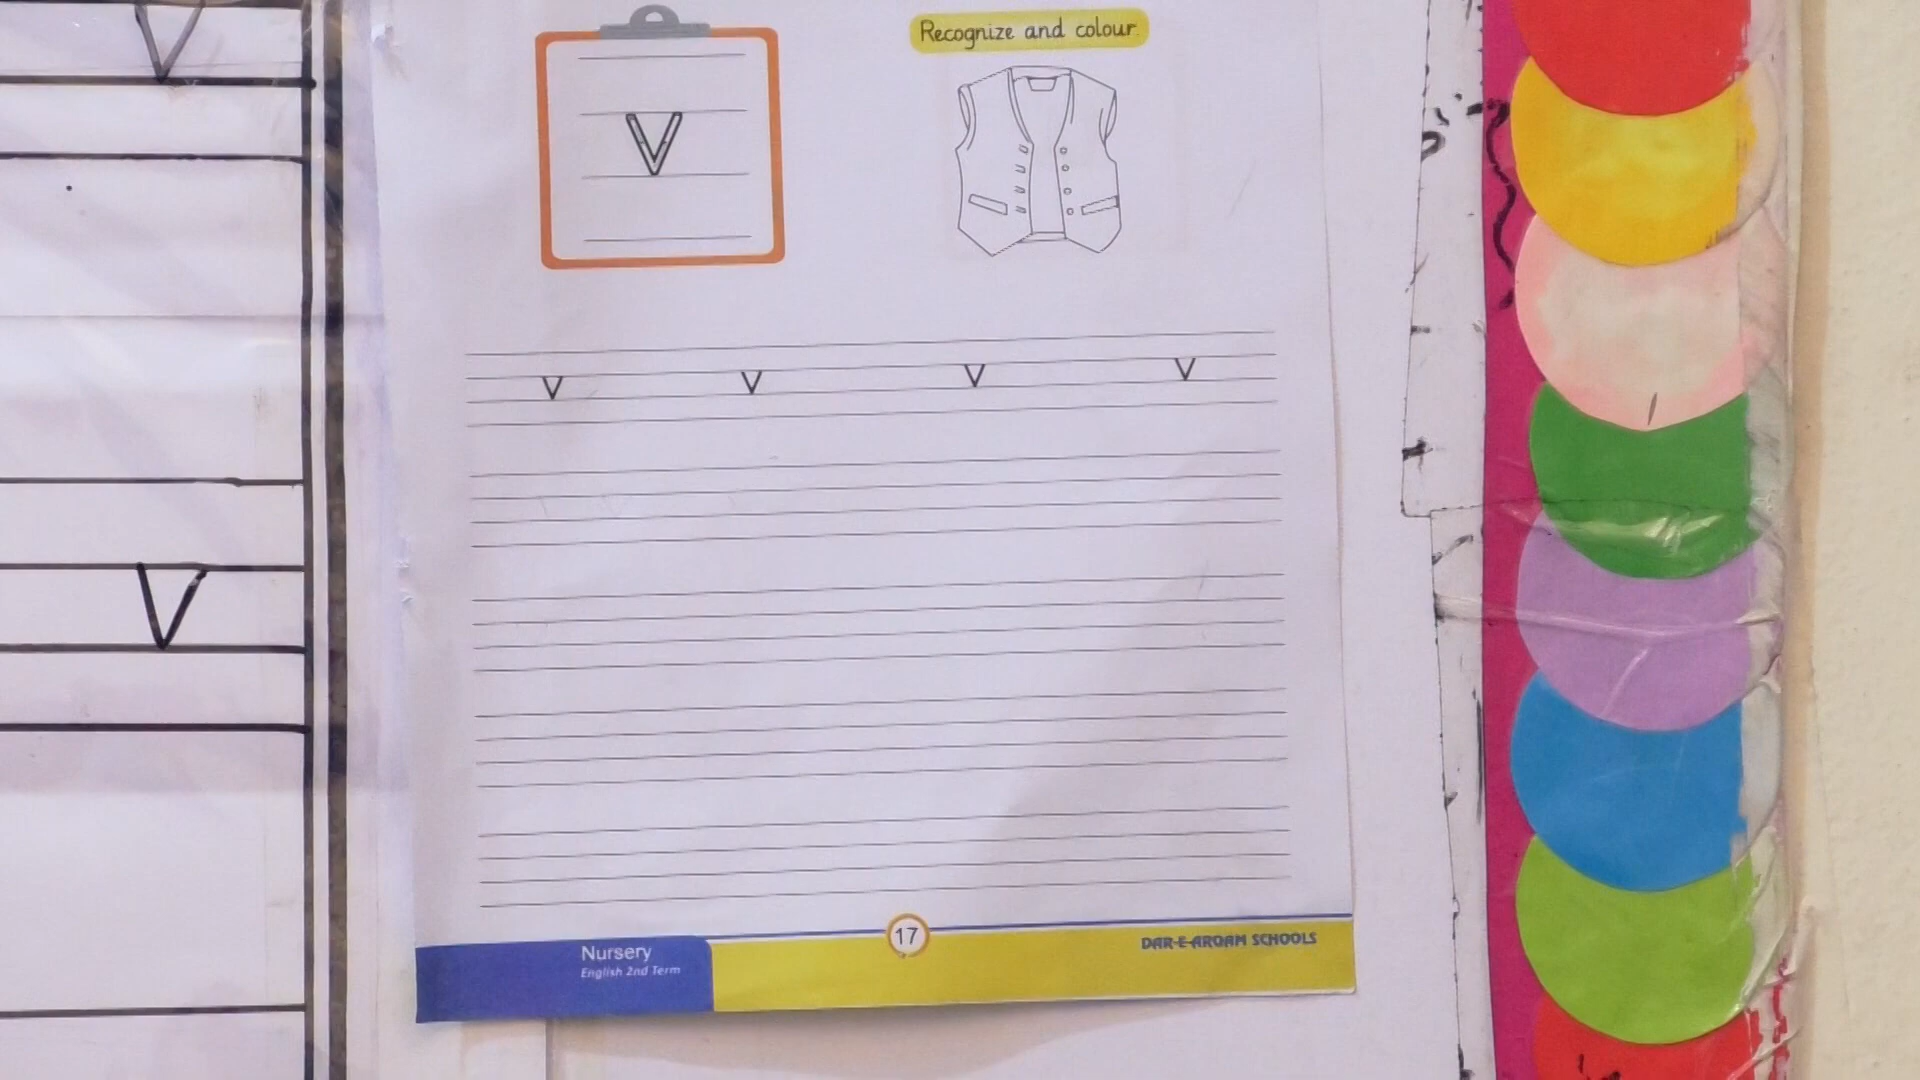 V
Recognize and colour
v
v v v v
V
17
Nursery
English 2nd Term
DAR-E-ARQAM SCHOOLS